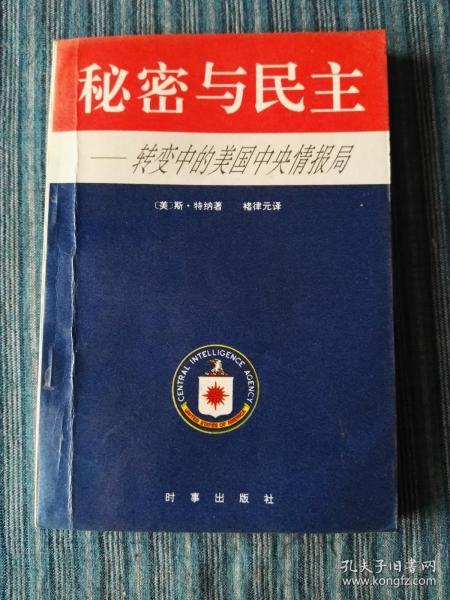 秘密与民主
——转变中的美国中央情报局
〔美〕斯·特纳著 褚律元译
CENTRAL INTELLIGENCE AGENCY
UNITED STATES OF AMERICA
时事出版社
孔夫子旧书网
www.kongfz.com